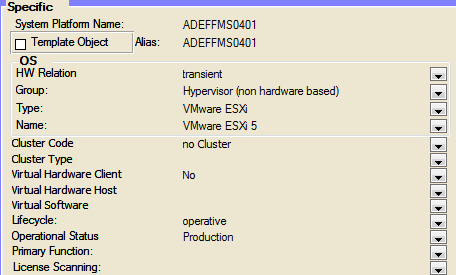 Specific
System Platform Name: ADEFFMS0401
Template Object Alias: ADEFFMS0401
OS
HW Relation transient
Group: Hypervisor (non hardware based)
Type: VMware ESXi
Name: VMware ESXi 5
Cluster Code no Cluster
Cluster Type
Virtual Hardware Client No
Virtual Hardware Host
Virtual Software
Lifecycle: operative
Operational Status Production
Primary Function:
License Scanning: